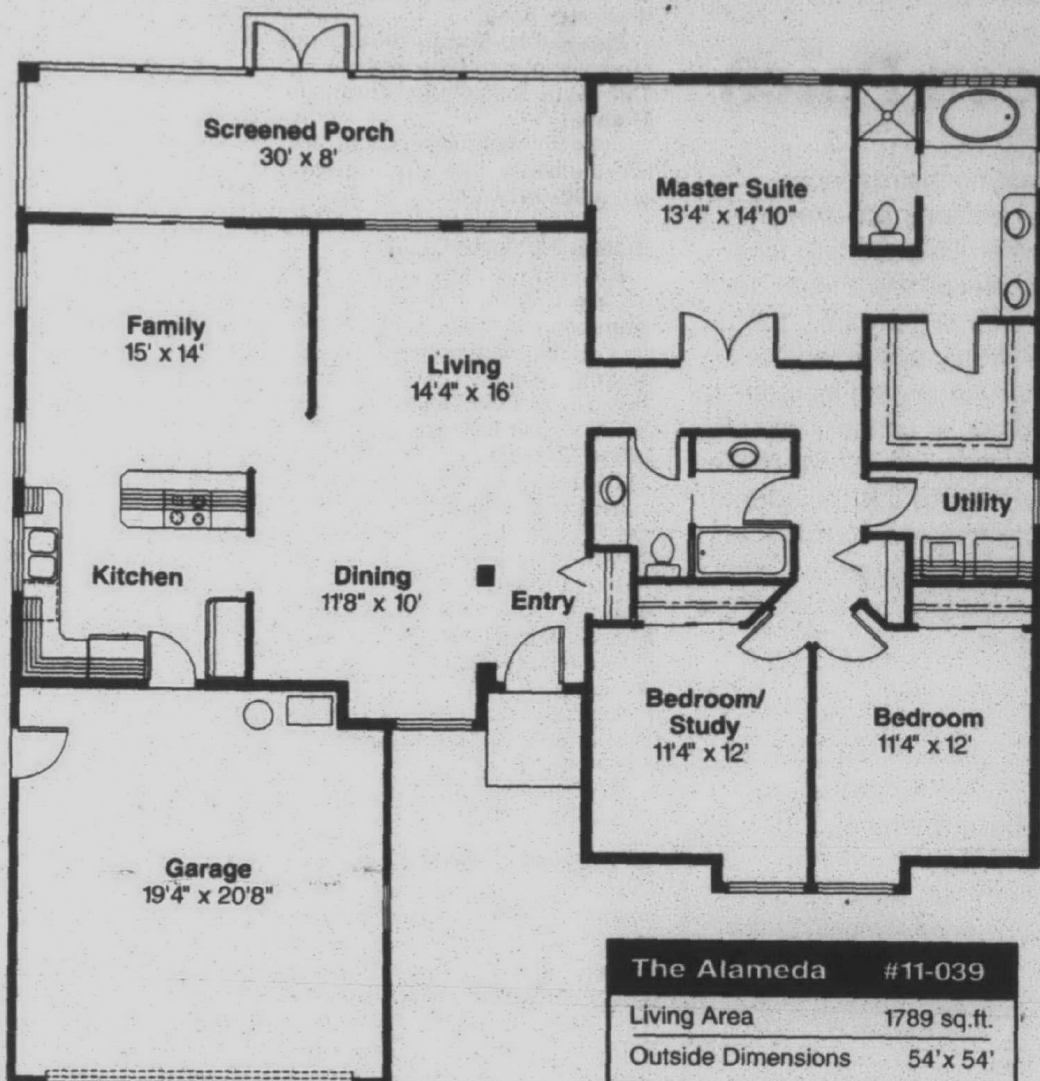 Screened Porch
30' x 8'
Master Suite
13'4" x 14'10"
Family
15' x 14'
Living
14'4" x 16'
Utility
Kitchen
Dining
11'8" x 10'
Entry
Bedroom/
Study
11'4" x 12'
Bedroom
11'4" x 12'
Garage
19'4" x 20'8"
The Alameda #11-039
Living Area 1789 sq.ft.
Outside Dimensions 54' x 54'